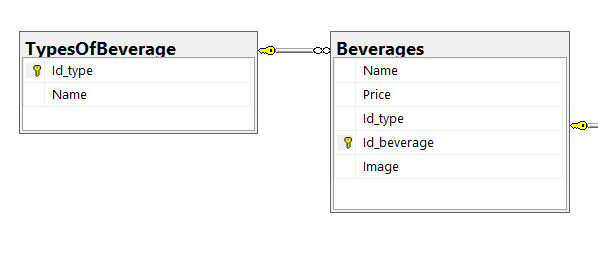 TypesOfBeverage
Id_type
Name
Beverages
Name
Price
Id_type
Id_beverage
Image